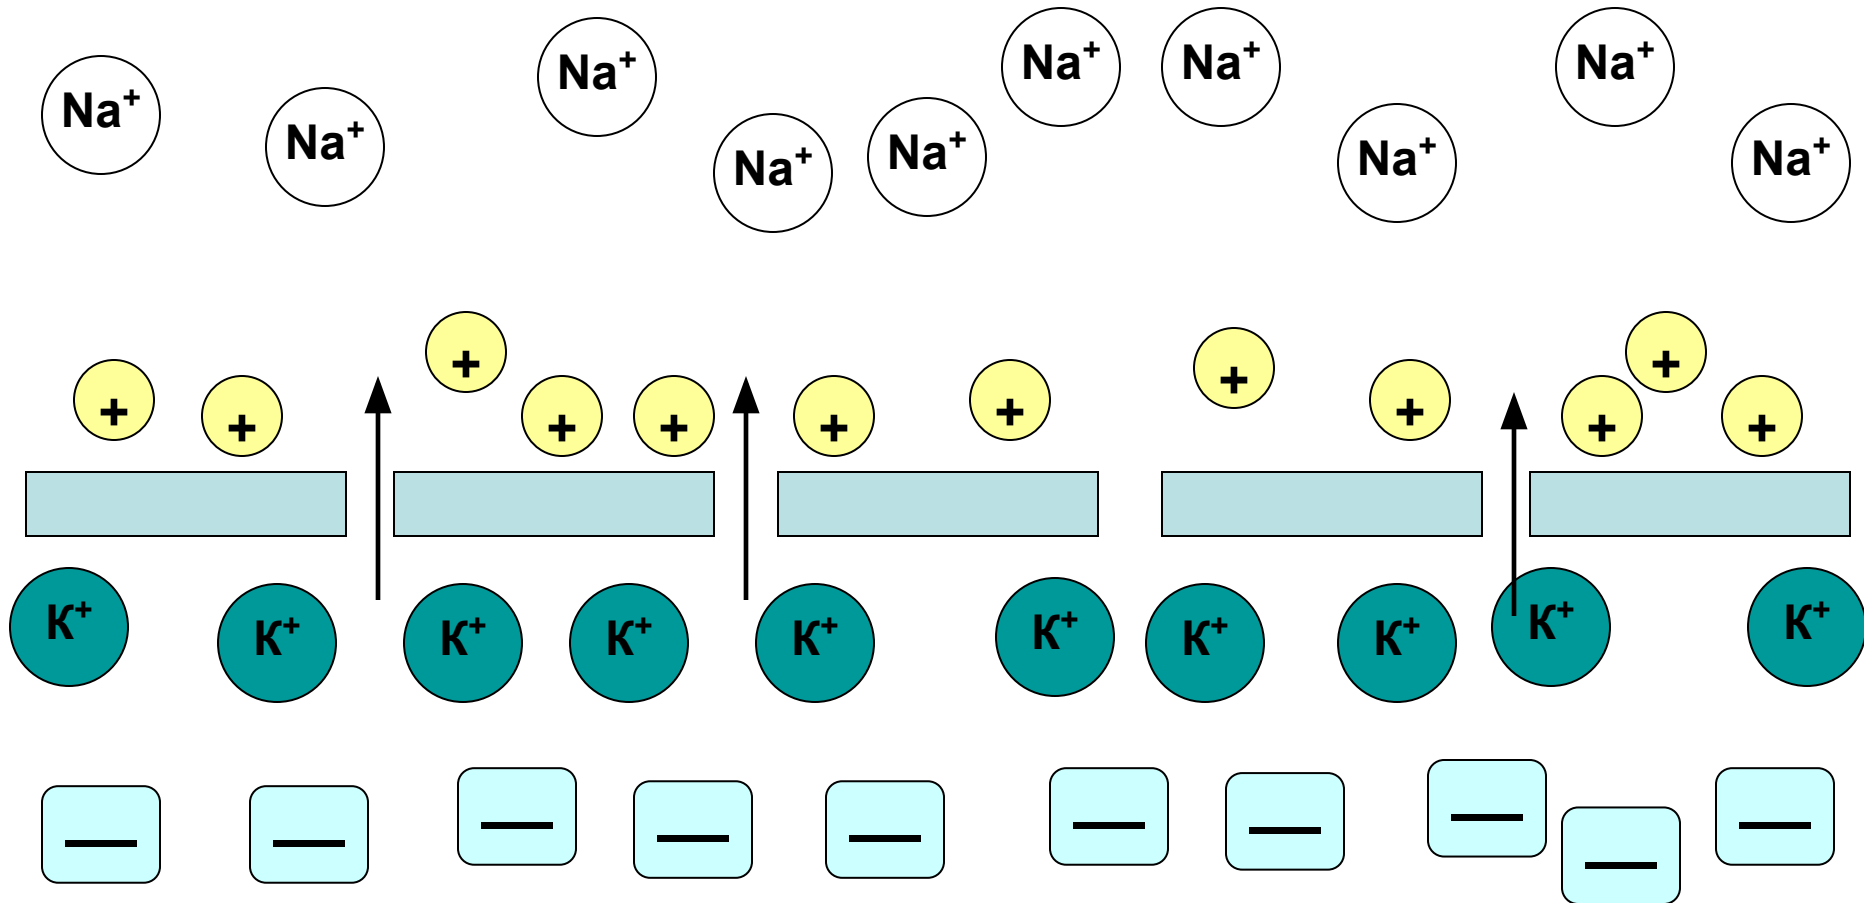 Na⁺ Na⁺ Na⁺ Na⁺ Na⁺ Na⁺ Na⁺ Na⁺ Na⁺ Na⁺
+ + + + + + + + + + + +
К⁺ К⁺ К⁺ К⁺ К⁺ К⁺ К⁺ К⁺ К⁺ К⁺
— — — — — — — — — —